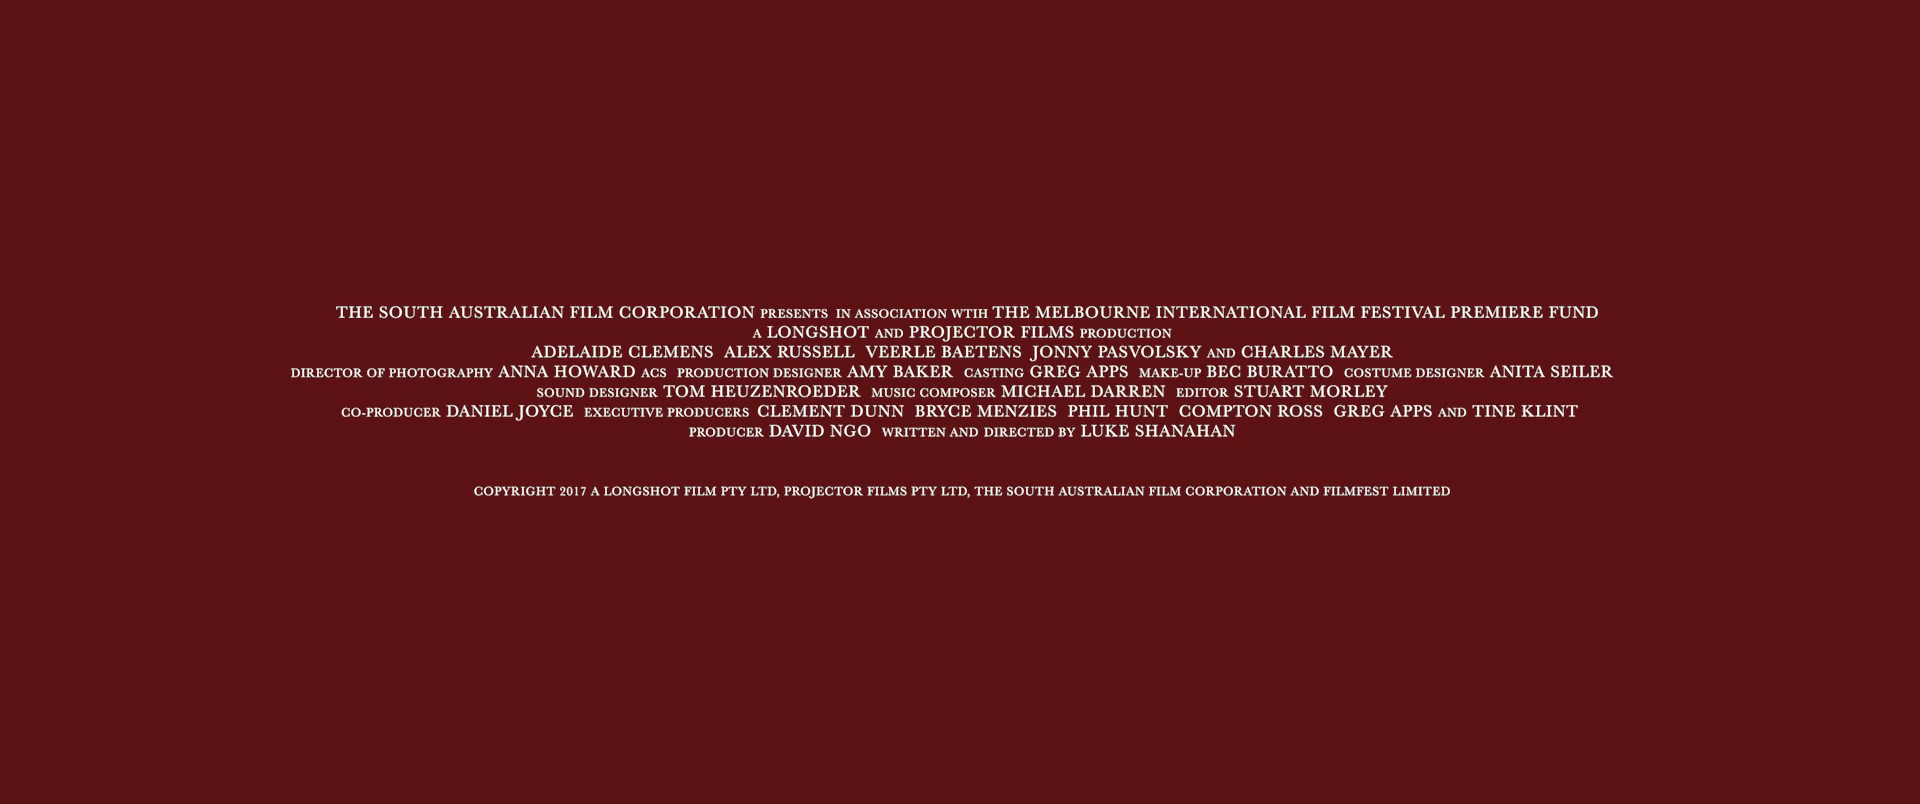 THE SOUTH AUSTRALIAN FILM CORPORATION PRESENTS IN ASSOCIATION WTIH THE MELBOURNE INTERNATIONAL FILM FESTIVAL PREMIERE FUND
A LONGSHOT AND PROJECTOR FILMS PRODUCTION
ADELAIDE CLEMENS ALEX RUSSELL VEERLE BAETENS JONNY PASVOLSKY AND CHARLES MAYER
DIRECTOR OF PHOTOGRAPHY ANNA HOWARD ACS PRODUCTION DESIGNER AMY BAKER CASTING GREG APPS MAKE-UP BEC BURATTO COSTUME DESIGNER ANITA SEILER
SOUND DESIGNER TOM HEUZENROEDER MUSIC COMPOSER MICHAEL DARREN EDITOR STUART MORLEY
CO-PRODUCER DANIEL JOYCE EXECUTIVE PRODUCERS CLEMENT DUNN BRYCE MENZIES PHIL HUNT COMPTON ROSS GREG APPS AND TINE KLINT
PRODUCER DAVID NGO WRITTEN AND DIRECTED BY LUKE SHANAHAN
COPYRIGHT 2017 A LONGSHOT FILM PTY LTD, PROJECTOR FILMS PTY LTD, THE SOUTH AUSTRALIAN FILM CORPORATION AND FILMFEST LIMITED